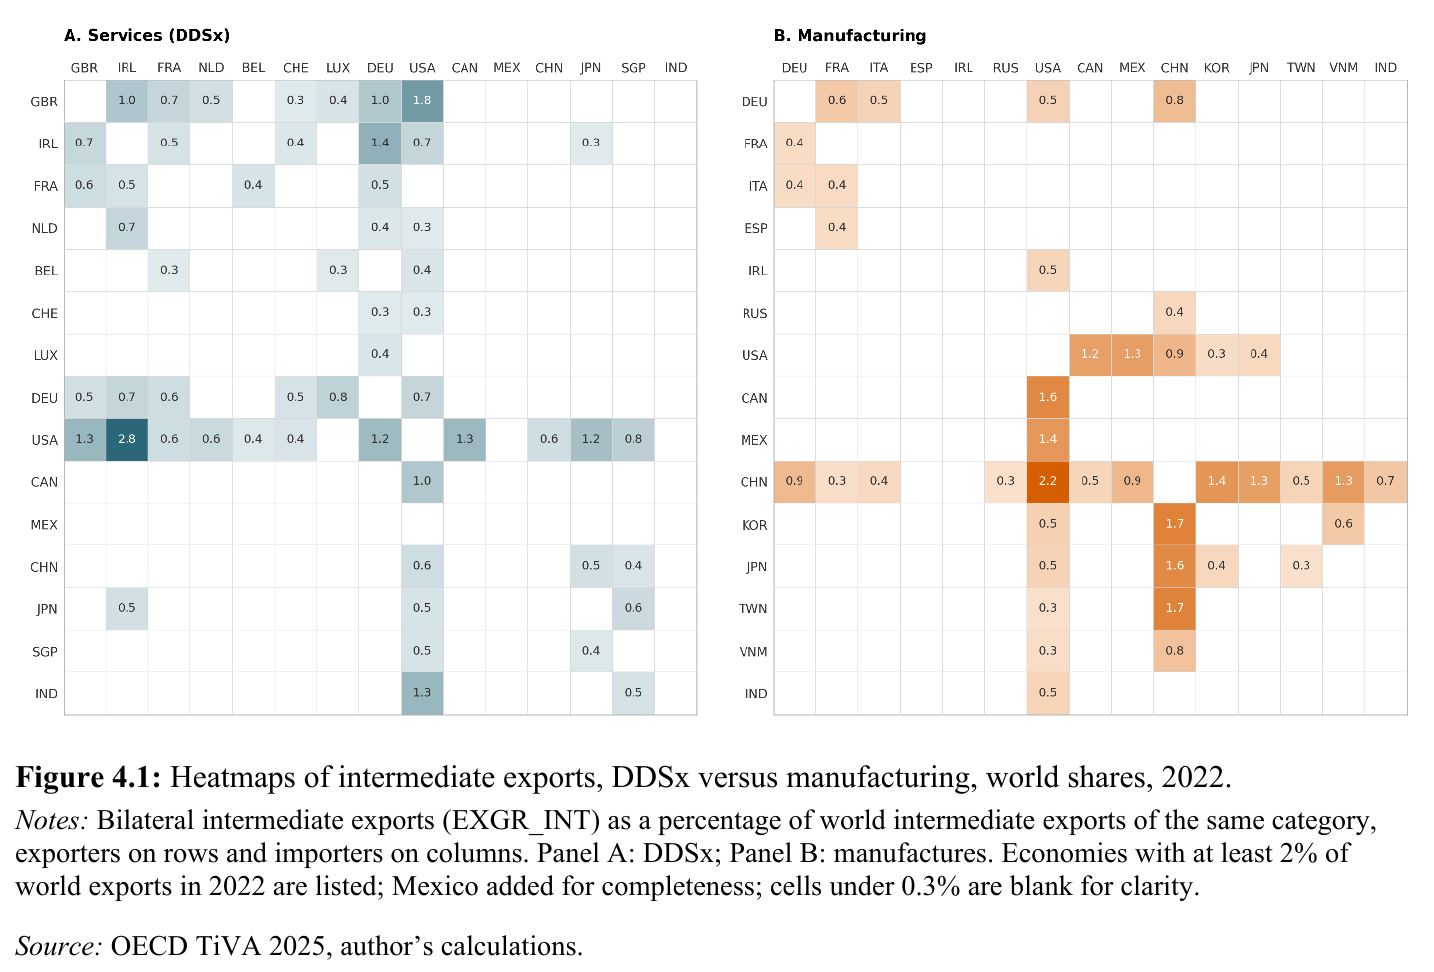 A. Services (DDSx)
GBR IRL FRA NLD BEL CHE LUX DEU USA CAN MEX CHN JPN SGP IND
GBR 1.0 0.7 0.5 0.3 0.4 1.0 1.8
IRL 0.7 0.5 0.4 1.4 0.7 0.3
FRA 0.6 0.5 0.4 0.5
NLD 0.7 0.4 0.3
BEL 0.3 0.3 0.4
CHE 0.3 0.3
LUX 0.4
DEU 0.5 0.7 0.6 0.5 0.8 0.7
USA 1.3 2.8 0.6 0.6 0.4 0.4 1.2 1.3 0.6 1.2 0.8
CAN 1.0
MEX
CHN 0.6 0.5 0.4
JPN 0.5 0.5 0.6
SGP 0.5 0.4
IND 1.3 0.5
B. Manufacturing
DEU FRA ITA ESP IRL RUS USA CAN MEX CHN KOR JPN TWN VNM IND
DEU 0.6 0.5 0.5 0.8
FRA 0.4
ITA 0.4 0.4
ESP 0.4
IRL 0.5
RUS 0.4
USA 1.2 1.3 0.9 0.3 0.4
CAN 1.6
MEX 1.4
CHN 0.9 0.3 0.4 0.3 2.2 0.5 0.9 1.4 1.3 0.5 1.3 0.7
KOR 0.5 1.7 0.6
JPN 0.5 1.6 0.4 0.3
TWN 0.3 1.7
VNM 0.3 0.8
IND 0.5
Figure 4.1: Heatmaps of intermediate exports, DDSx versus manufacturing, world shares, 2022.
Notes: Bilateral intermediate exports (EXGR_INT) as a percentage of world intermediate exports of the same category,
exporters on rows and importers on columns. Panel A: DDSx; Panel B: manufactures. Economies with at least 2% of
world exports in 2022 are listed; Mexico added for completeness; cells under 0.3% are blank for clarity.
Source: OECD TiVA 2025, author’s calculations.